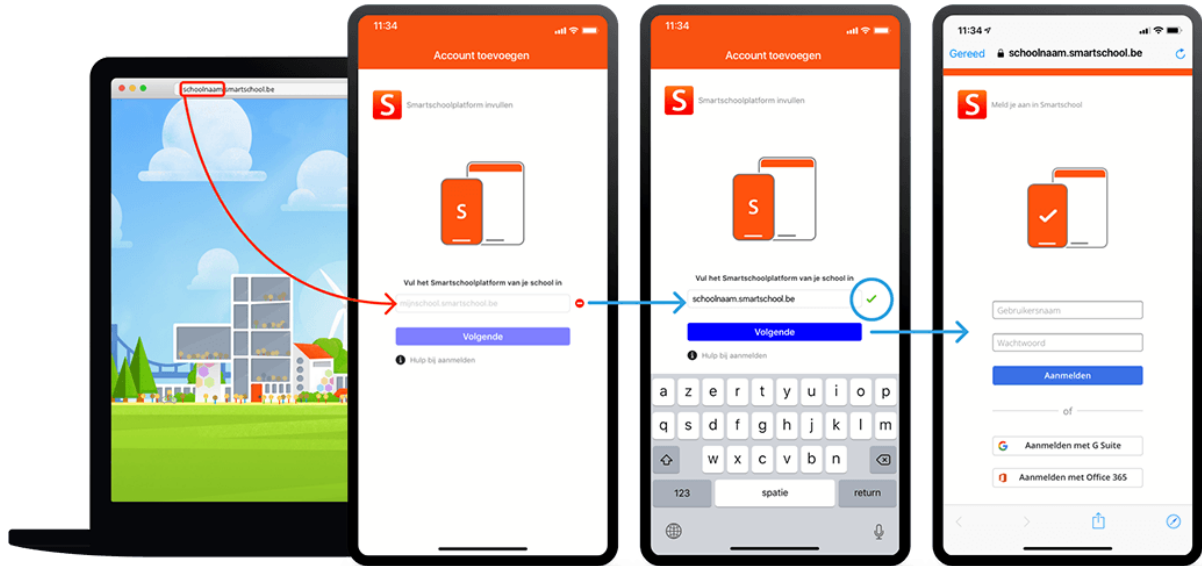 schoolnaam.smartschool.be
11:34
Account toevoegen
S
Smartschoolplatform invullen
S
Vul het Smartschoolplatform van je school in
mijnschool.smartschool.be
Volgende
Hulp bij aanmelden
11:34
Account toevoegen
S
Smartschoolplatform invullen
S
Vul het Smartschoolplatform van je school in
schoolnaam.smartschool.be
Volgende
Hulp bij aanmelden
a z e r t y u i o p
q s d f g h j k l m
w x c v b n
123 spatie return
11:34
Gereed schoolnaam.smartschool.be
S
Meld je aan in Smartschool
Gebruikersnaam
Wachtwoord
Aanmelden
of
G Aanmelden met G Suite
Aanmelden met Office 365